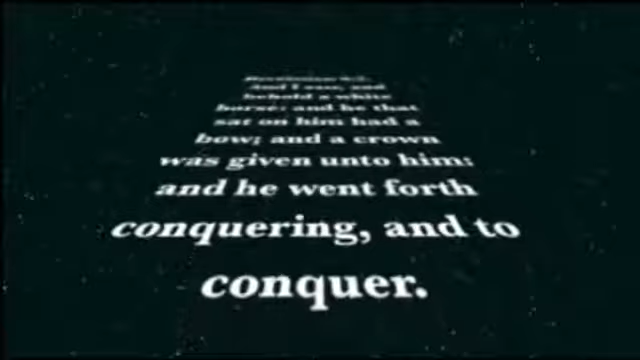 Revelation 6:2.
And I saw, and
behold a white
horse: and he that
sat on him had a
bow; and a crown
was given unto him:
and he went forth
conquering, and to
conquer.